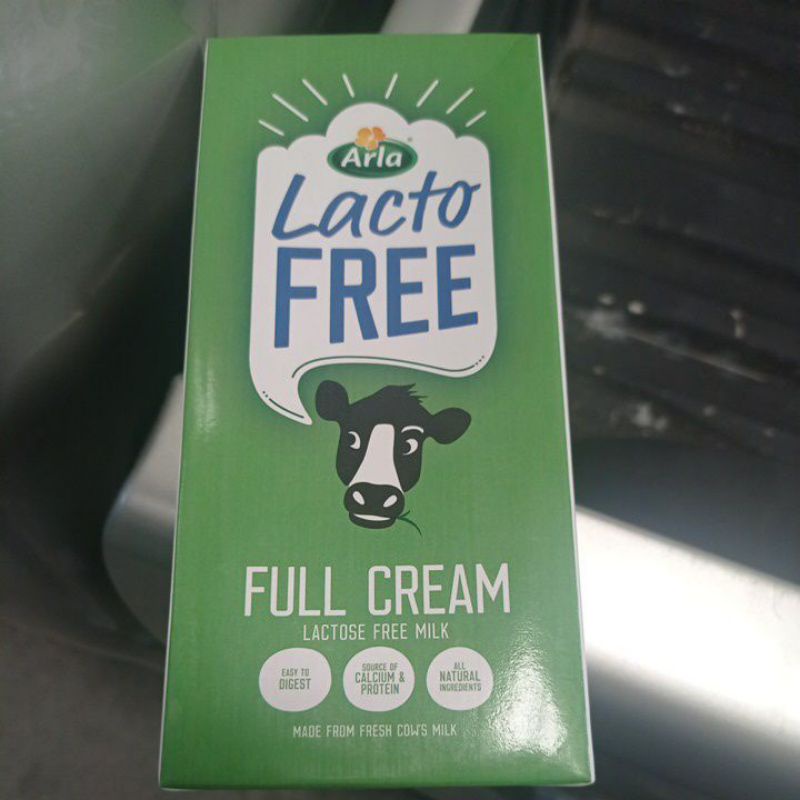 Arla
Lacto
FREE
FULL CREAM
LACTOSE FREE MILK
EASY TO
DIGEST
SOURCE OF
CALCIUM &
PROTEIN
ALL
NATURAL
INGREDIENTS
MADE FROM FRESH COWS MILK